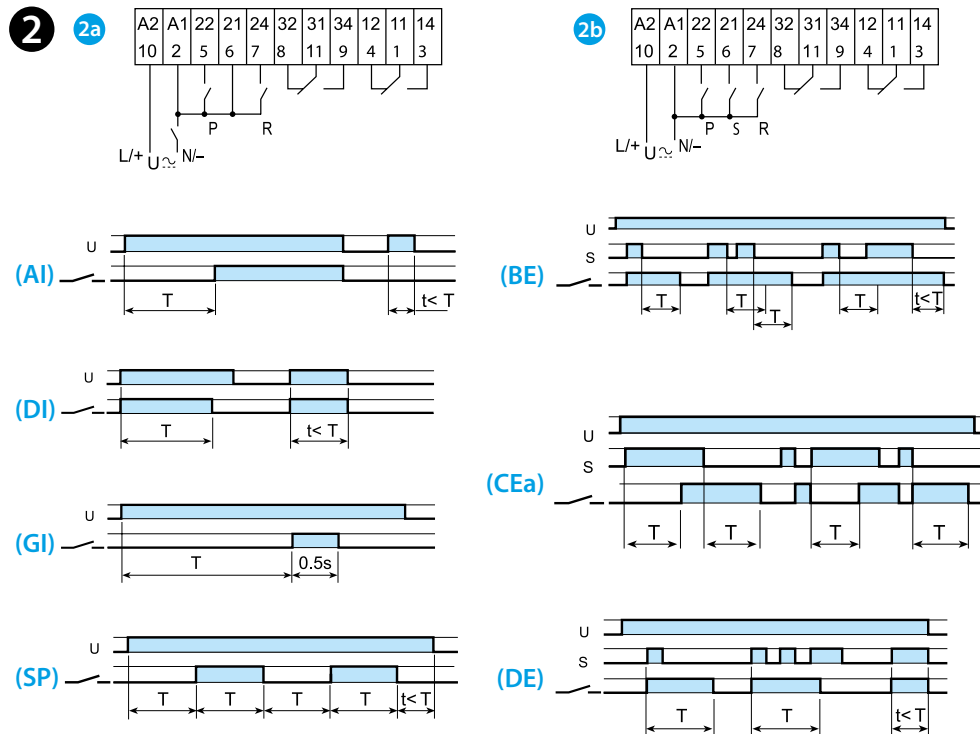 2 2a
A2 A1 22 21 24 32 31 34 12 11 14
10 2 5 6 7 8 11 9 4 1 3
P R
L/+ U N/–
2b
A2 A1 22 21 24 32 31 34 12 11 14
10 2 5 6 7 8 11 9 4 1 3
P S R
L/+ U N/–
U
(AI)
T t< T
U
(DI)
T t< T
U
(GI)
T 0.5s
U
(SP)
T T T T t< T
U
S
(BE)
T T T t< T
T
U
S
(CEa)
T T T T
U
S
(DE)
T T t< T